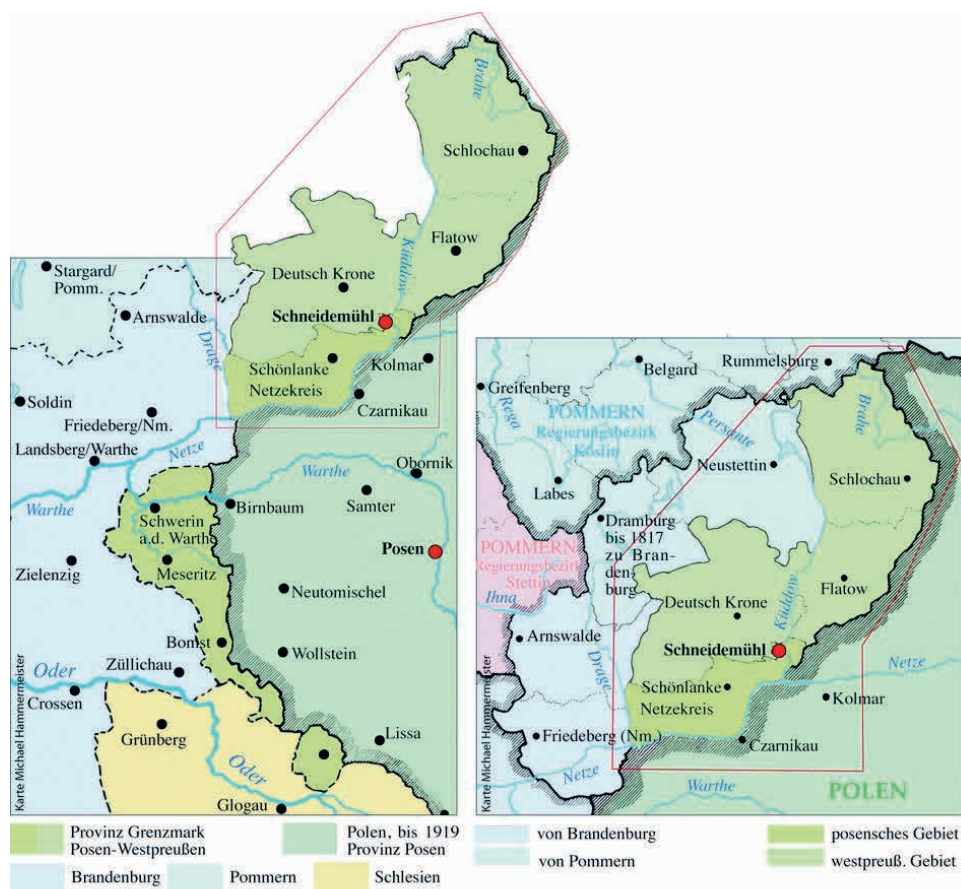 Brahe
Schlochau
Flatow
Küddow
Deutsch Krone
Schneidemühl
Stargard/
Pomm.
Arnswalde
Drage
Schönlanke
Netzekreis
Kolmar
Czarnikau
Soldin
Friedeberg/Nm.
Landsberg/Warthe
Netze
Warthe
Obornik
Warthe
Birnbaum
Samter
Schwerin
a.d. Warthe
Posen
Zielenzig
Meseritz
Neutomischel
Bomst
Wollstein
Oder
Züllichau
Crossen
Grünberg
Lissa
Oder
Glogau
Karte Michael Hammermeister
Provinz Grenzmark
Posen-Westpreußen
Polen, bis 1919
Provinz Posen
Brandenburg
Pommern
Schlesien
Rummelsburg
Belgard
Greifenberg
Rega
POMMERN
Regierungsbezirk
Köslin
Persante
Brahe
Neustettin
Labes
Schlochau
Dramburg
bis 1817
zu Bran-
den-
burg
POMMERN
Regierungsbezirk
Stettin
Ihna
Küddow
Flatow
Deutsch Krone
Arnswalde
Drage
Schneidemühl
Netze
Schönlanke
Netzekreis
Kolmar
Friedeberg (Nm.)
Czarnikau
Netze
Warthe
POLEN
Karte Michael Hammermeister
von Brandenburg
von Pommern
posensches Gebiet
westpreuß. Gebiet